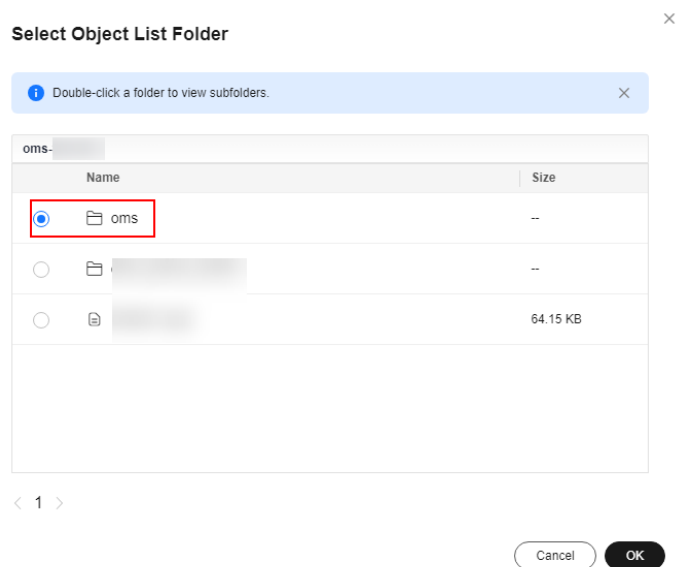 Select Object List Folder
Double-click a folder to view subfolders.
oms-
Name Size
oms --
--
64.15 KB
1
Cancel OK